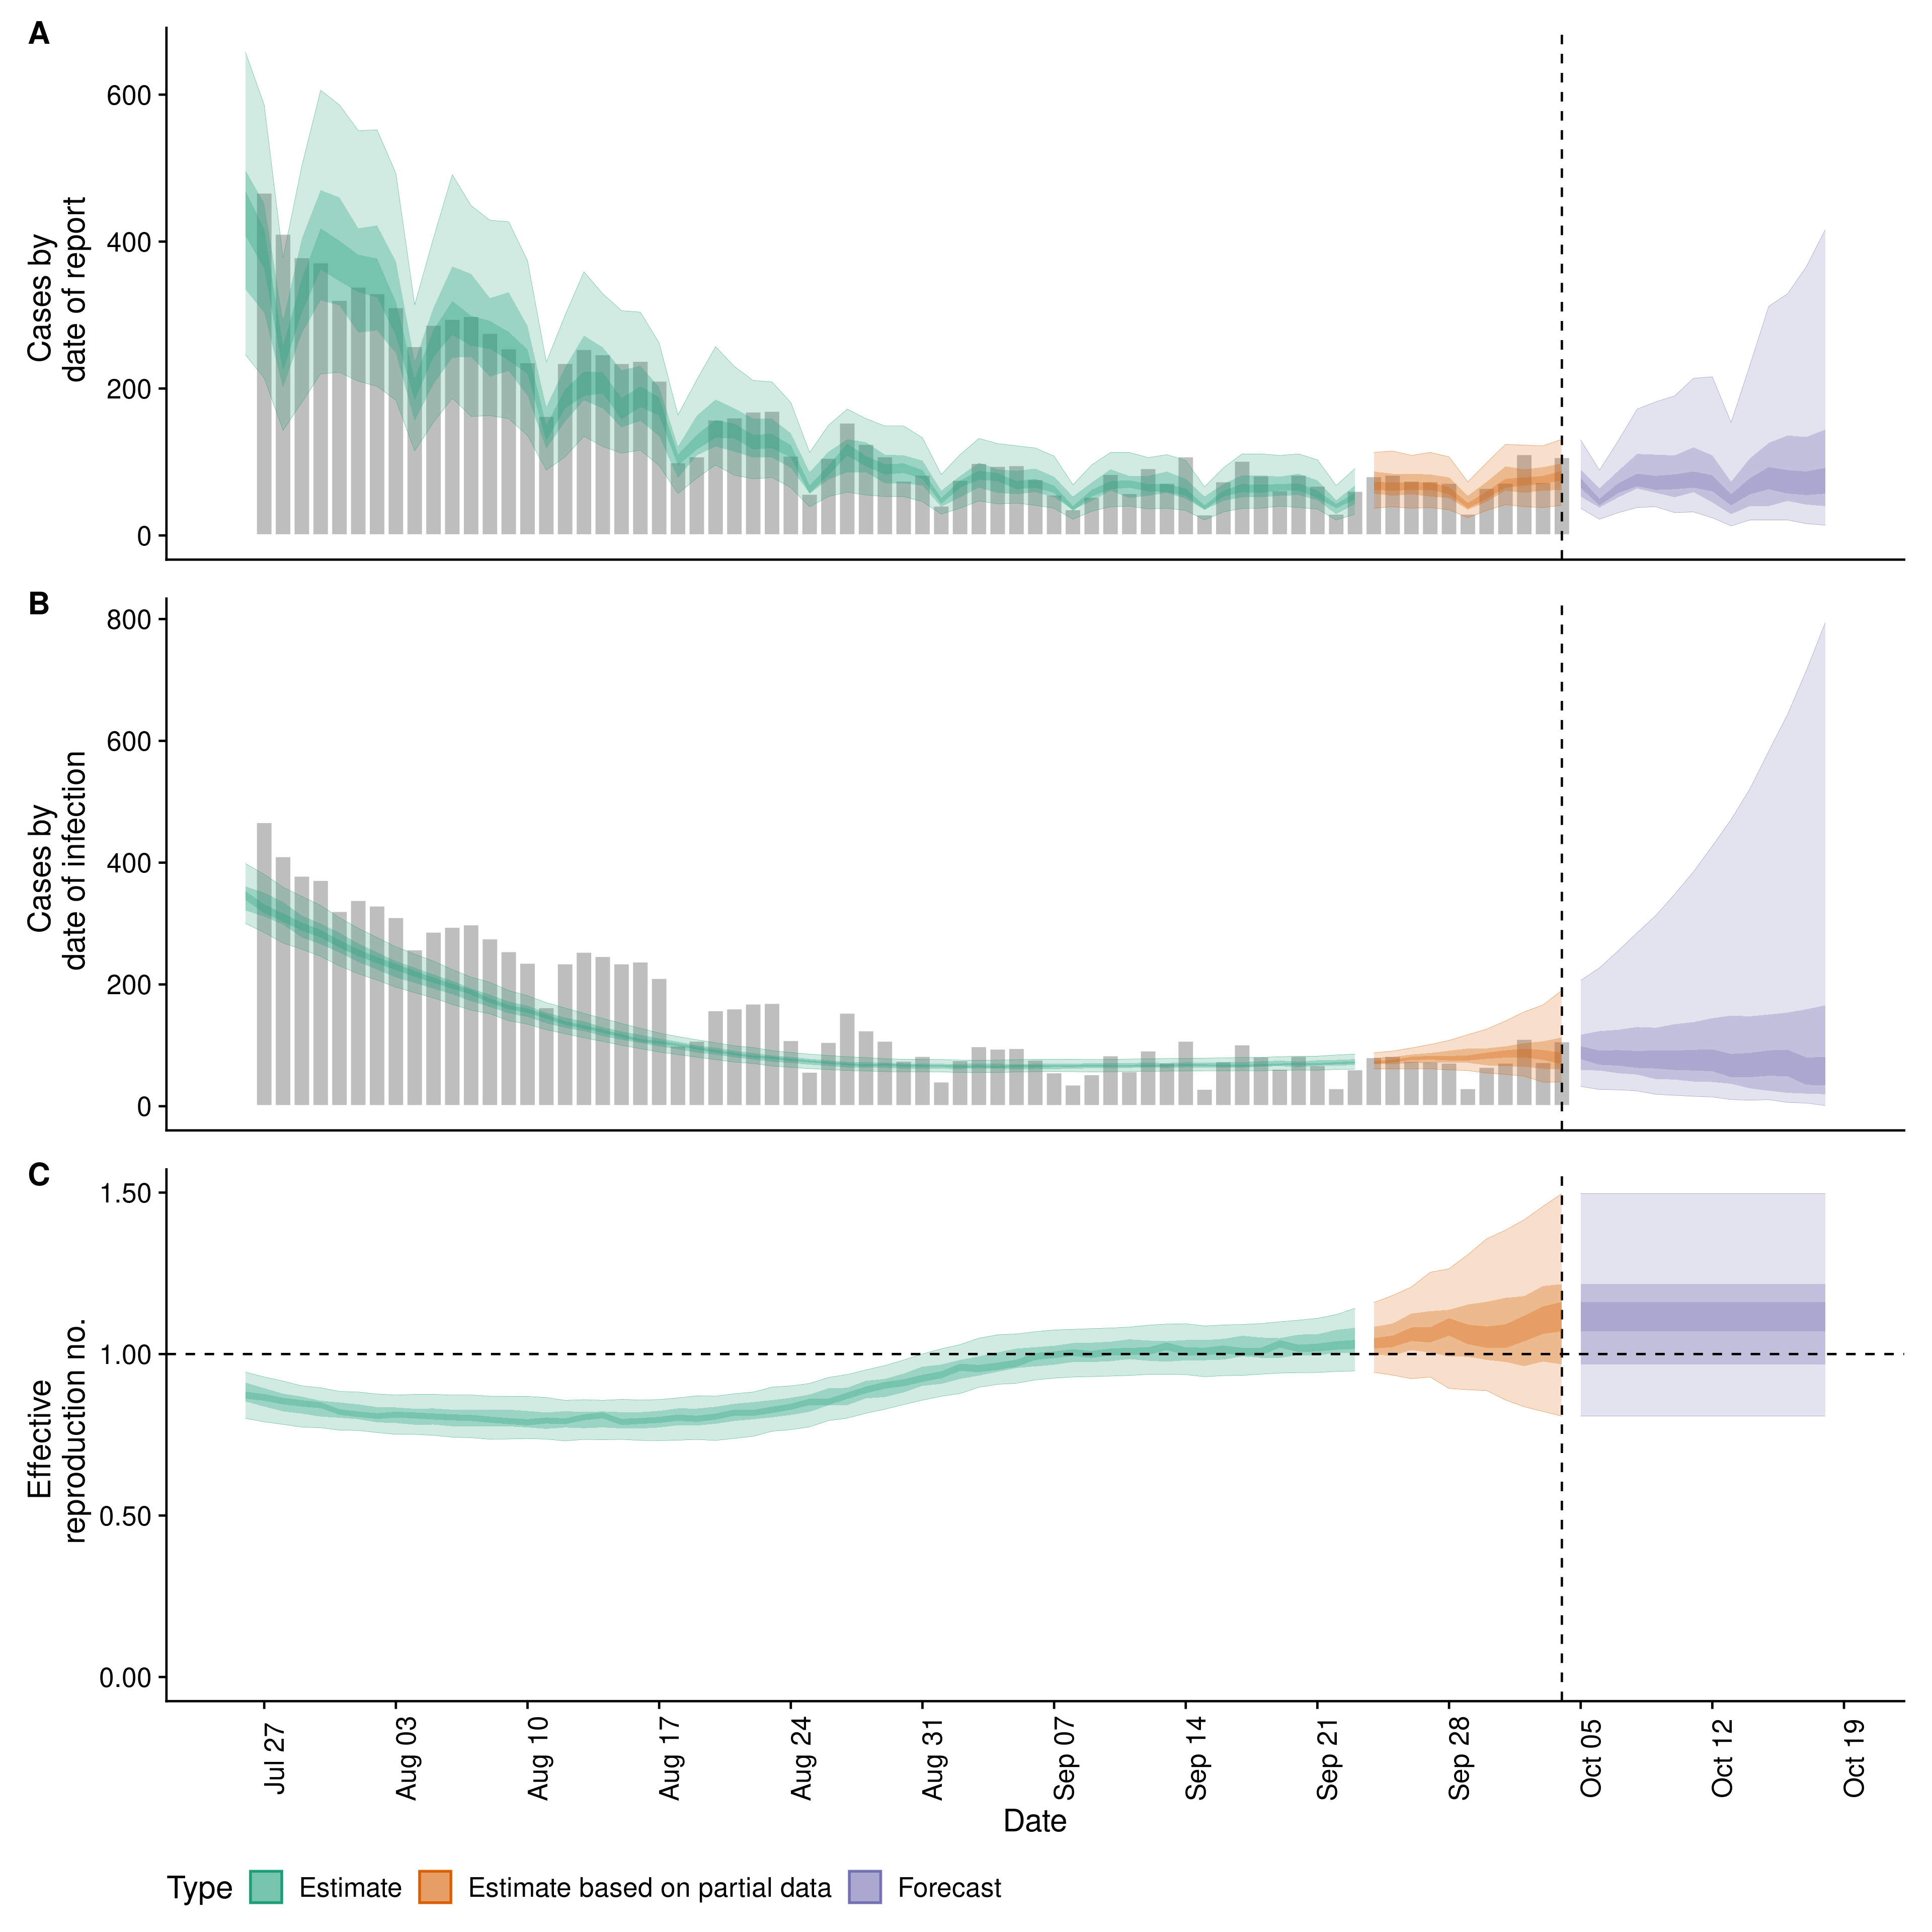 A
600
400
200
0
Cases by
date of report
B
800
600
400
200
0
Cases by
date of infection
C
1.50
1.00
0.50
0.00
Effective
reproduction no.
Jul 27
Aug 03
Aug 10
Aug 17
Aug 24
Aug 31
Sep 07
Sep 14
Sep 21
Sep 28
Oct 05
Oct 12
Oct 19
Date
Type Estimate Estimate based on partial data Forecast